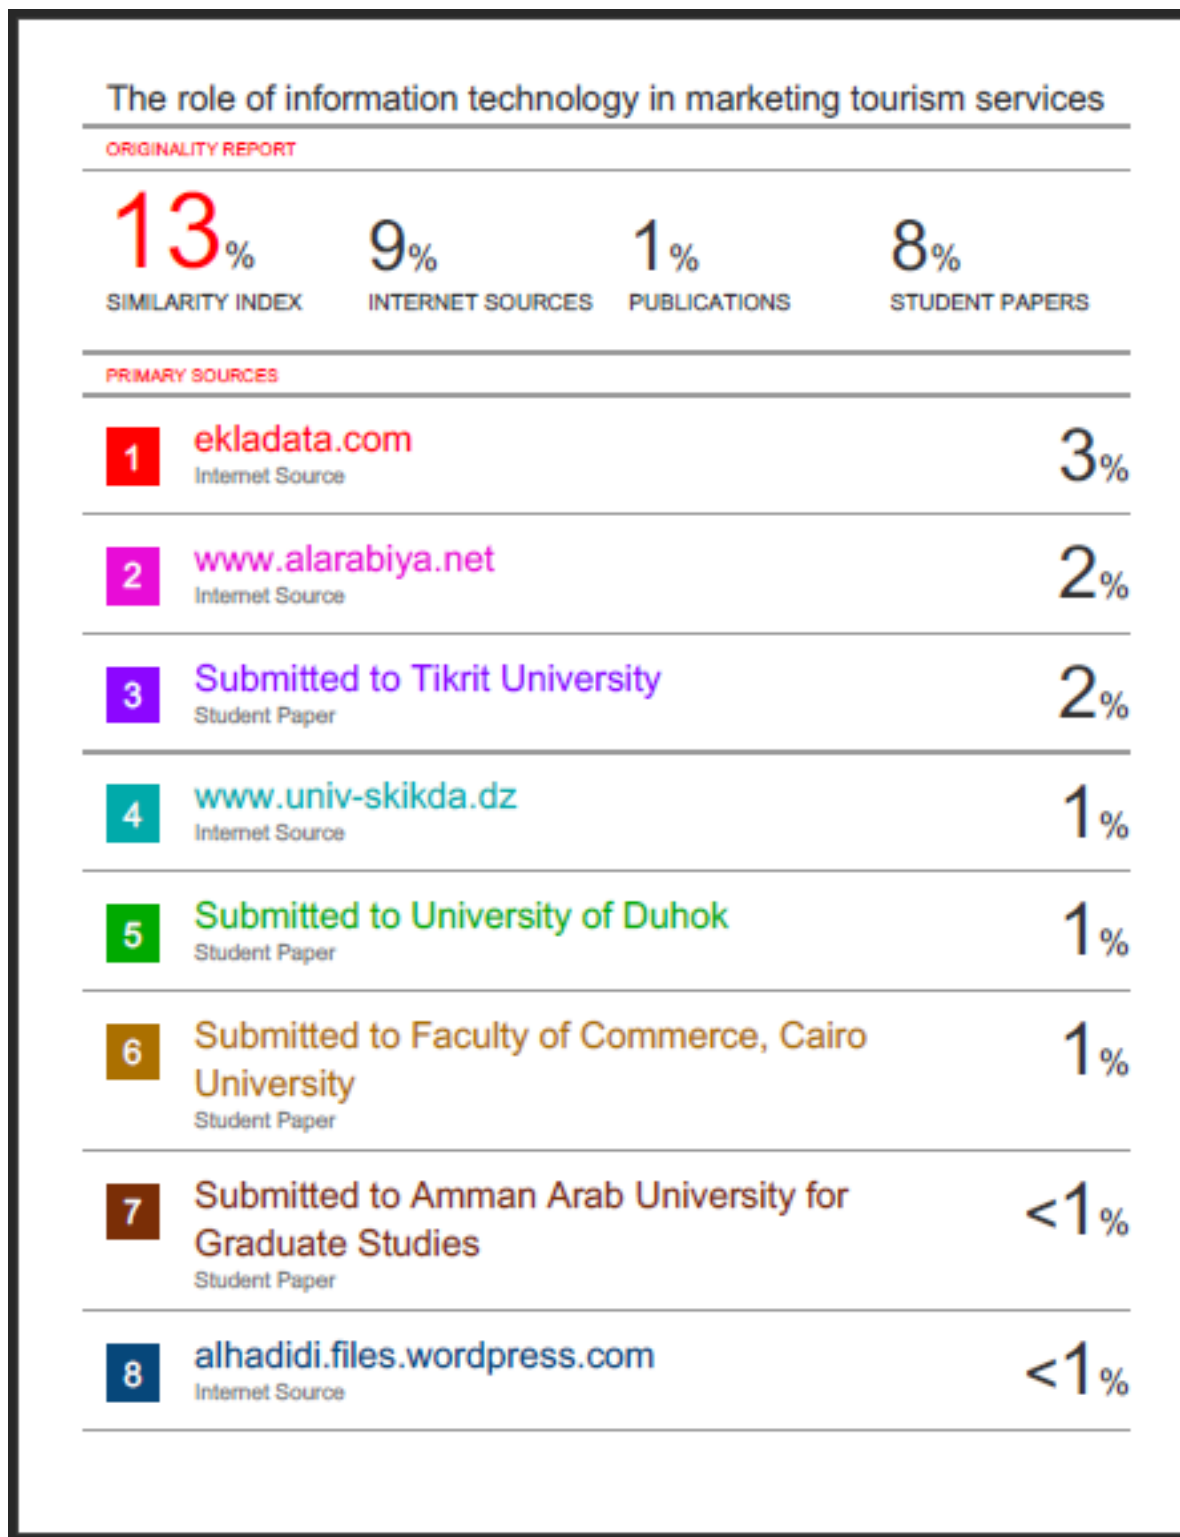 The role of information technology in marketing tourism services
ORIGINALITY REPORT
13%
SIMILARITY INDEX
9%
INTERNET SOURCES
1%
PUBLICATIONS
8%
STUDENT PAPERS
PRIMARY SOURCES
1
ekladata.com
Internet Source
3%
2
www.alarabiya.net
Internet Source
2%
3
Submitted to Tikrit University
Student Paper
2%
4
www.univ-skikda.dz
Internet Source
1%
5
Submitted to University of Duhok
Student Paper
1%
6
Submitted to Faculty of Commerce, Cairo
University
Student Paper
1%
7
Submitted to Amman Arab University for
Graduate Studies
Student Paper
<1%
8
alhadidi.files.wordpress.com
Internet Source
<1%